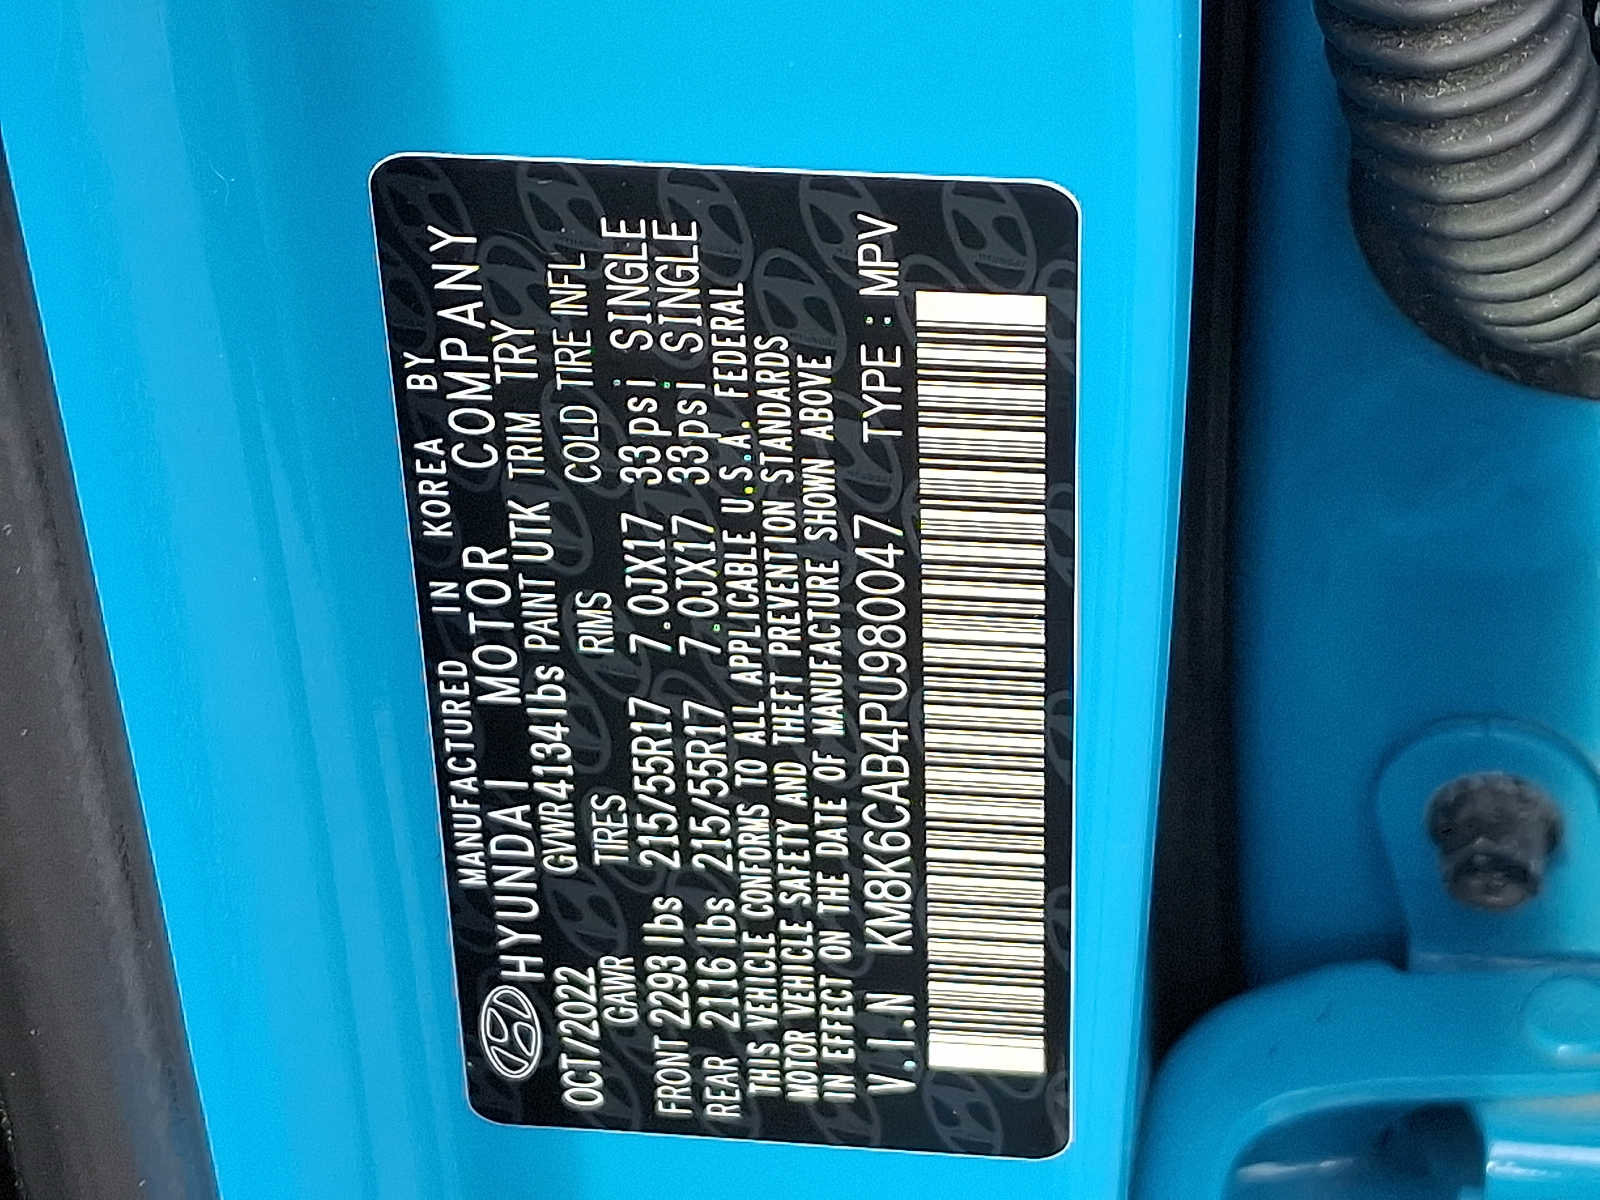 MANUFACTURED IN KOREA BY
HYUNDAI MOTOR COMPANY
GVWR4134lbs PAINT UTK TRIM TRY
OCT/2022
GAWR TIRES RIMS COLD TIRE INFL
FRONT 2293 lbs 215/55R17 7.0JX17 33psi SINGLE
REAR 2116 lbs 215/55R17 7.0JX17 33psi SINGLE
THIS VEHICLE CONFORMS TO ALL APPLICABLE U.S.A. FEDERAL
MOTOR VEHICLE SAFETY AND THEFT PREVENTION STANDARDS
IN EFFECT ON THE DATE OF MANUFACTURE SHOWN ABOVE
V.I.N KM8K6CAB4PU980047 TYPE : MPV